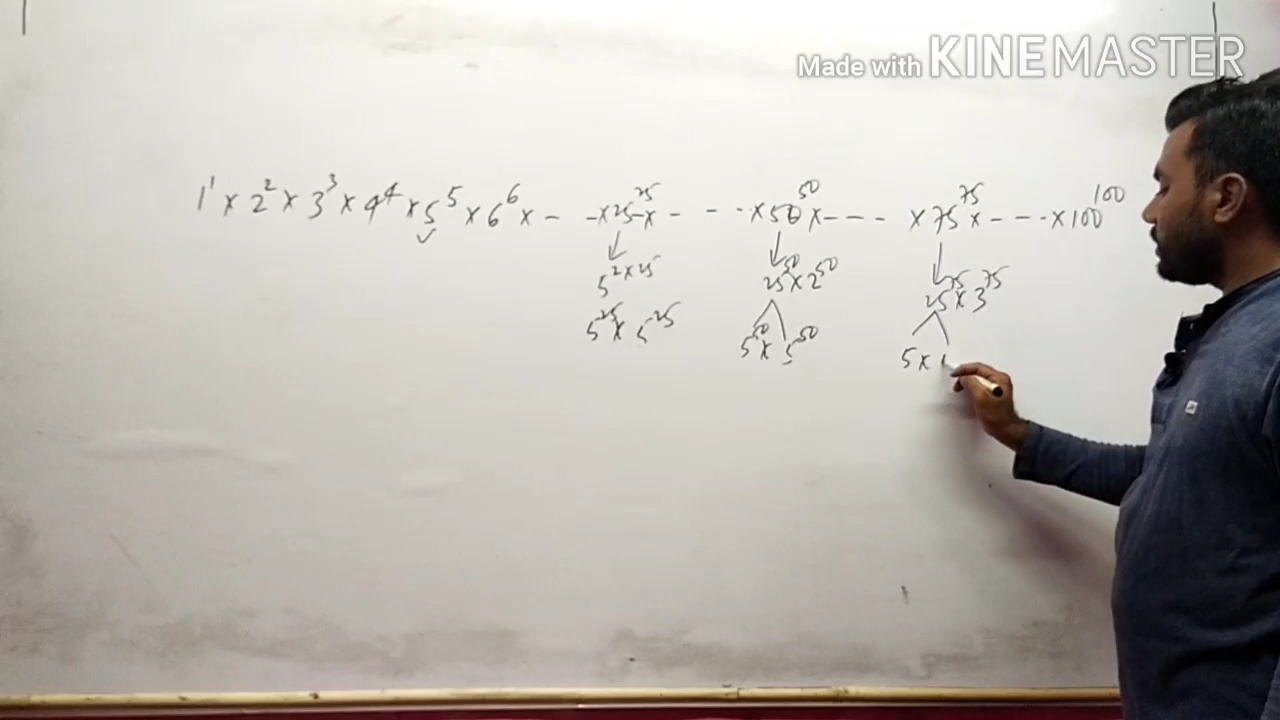 Made with KINEMASTER
1¹ × 2² × 3³ × 4⁴ × 5⁵ × 6⁶ × - - - × 25²⁵ × - - - - × 50⁵⁰ × - - - - × 75⁷⁵ × - - - - × 100¹⁰⁰
✓ ↓ ↓ ↓
5²ˣ²⁵ 25⁵⁰ × 2⁵⁰ 25⁷⁵ × 3⁷⁵
5²⁵ × 5²⁵ 5⁵⁰ × 5⁵⁰ 5 ×